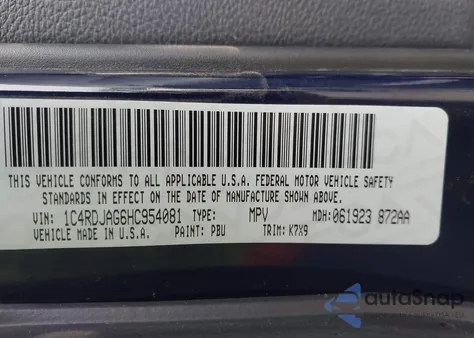 THIS VEHICLE CONFORMS TO ALL APPLICABLE U.S.A. FEDERAL MOTOR VEHICLE SAFETY
STANDARDS IN EFFECT ON THE DATE OF MANUFACTURE SHOWN ABOVE
VIN: 1C4RDJAG6HC954081 TYPE: MPV MDH: 061923 872AA
VEHICLE MADE IN U.S.A. PAINT: PBU TRIM: K7X9
autoSnap